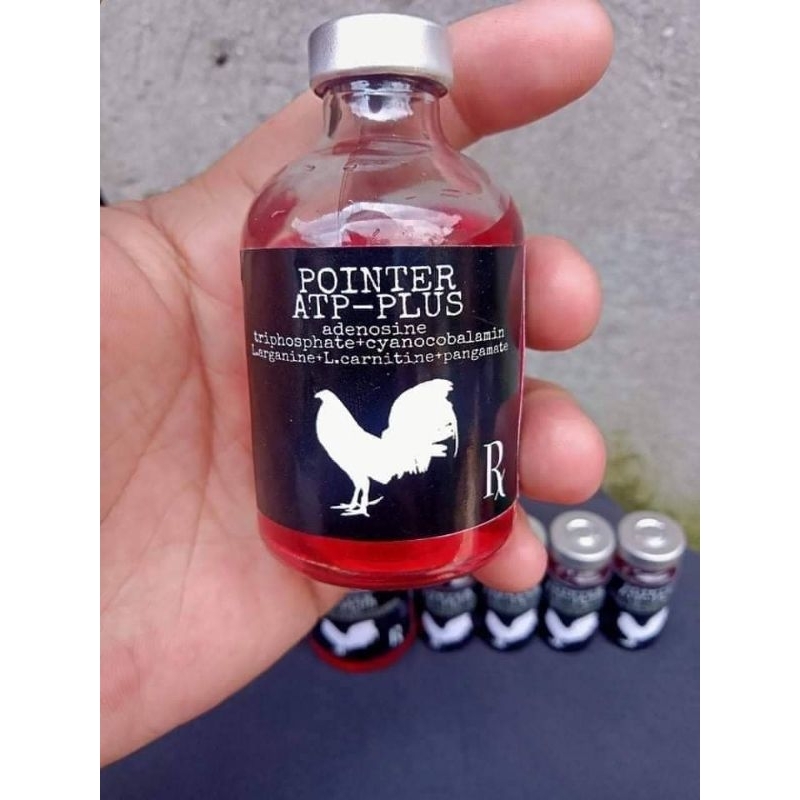 POINTER
ATP-PLUS
adenosine
triphosphate+cyanocobalamin
L.arganine+L.carnitine+pangamate
Rx